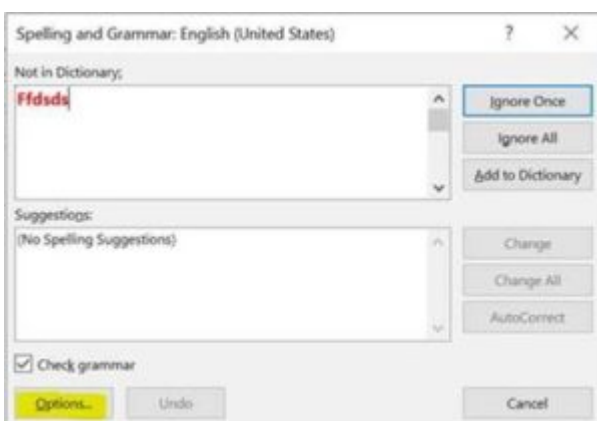 Spelling and Grammar: English (United States) ? ×
Not in Dictionary:
Ffdsds
Ignore Once
Ignore All
Add to Dictionary
Suggestions:
(No Spelling Suggestions)
Change
Change All
AutoCorrect
Check grammar
Options... Undo Cancel